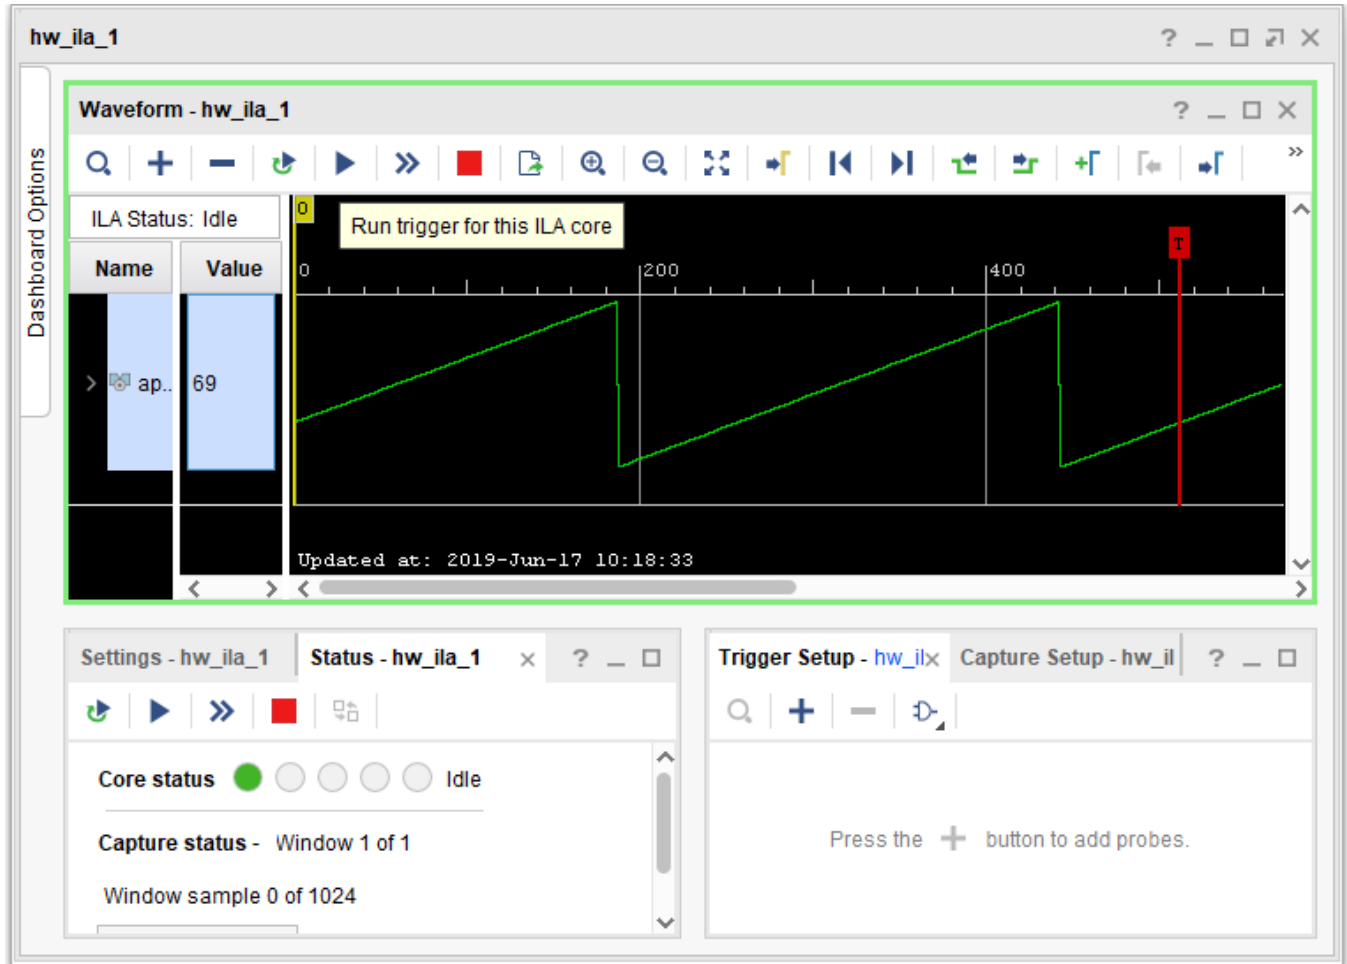 hw_ila_1
Dashboard Options
Waveform - hw_ila_1
ILA Status: Idle
0
Run trigger for this ILA core
T
Name
Value
0
200
400
ap..
69
Updated at: 2019-Jun-17 10:18:33
Settings - hw_ila_1
Status - hw_ila_1
Core status
Idle
Capture status - Window 1 of 1
Window sample 0 of 1024
Trigger Setup - hw_il
Capture Setup - hw_il
Press the + button to add probes.